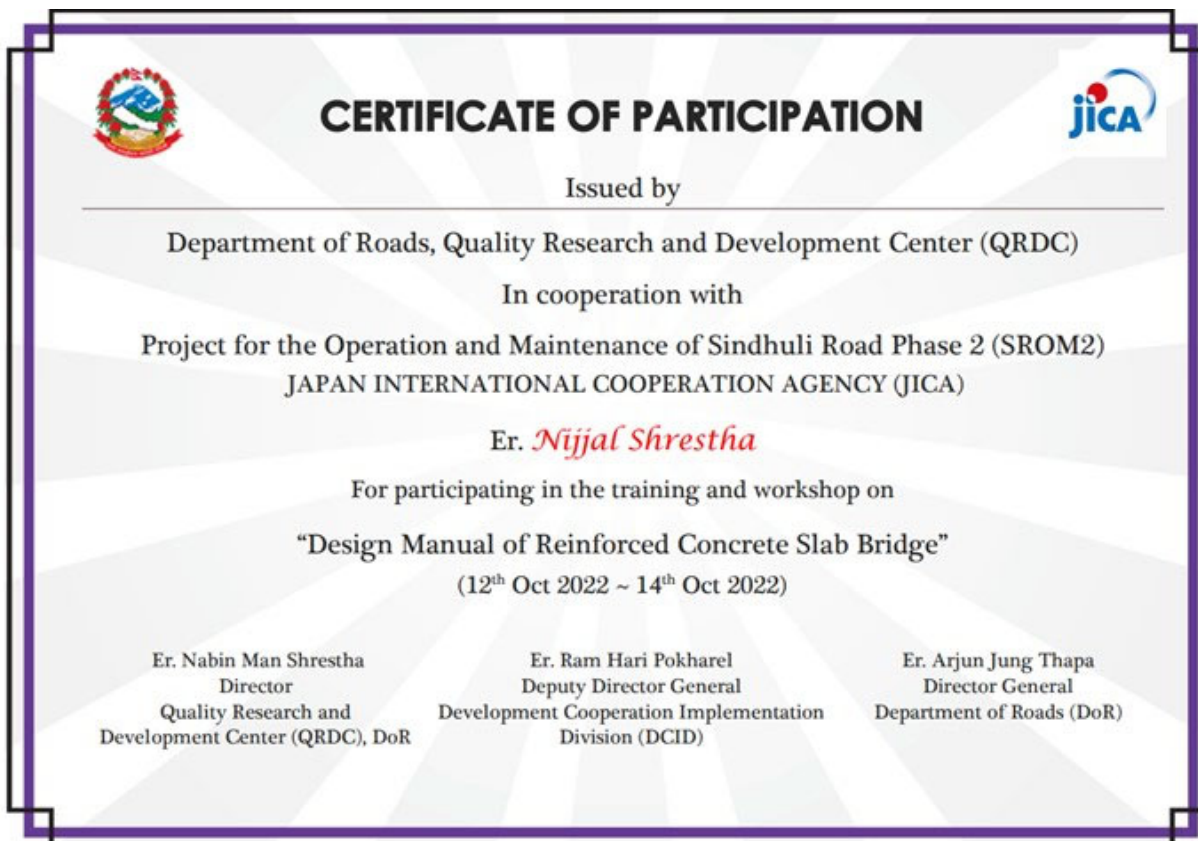 CERTIFICATE OF PARTICIPATION
jICA
Issued by
Department of Roads, Quality Research and Development Center (QRDC)
In cooperation with
Project for the Operation and Maintenance of Sindhuli Road Phase 2 (SROM2)
JAPAN INTERNATIONAL COOPERATION AGENCY (JICA)
Er. Nijjal Shrestha
For participating in the training and workshop on
“Design Manual of Reinforced Concrete Slab Bridge”
(12th Oct 2022 ~ 14th Oct 2022)
Er. Nabin Man Shrestha
Director
Quality Research and
Development Center (QRDC), DoR
Er. Ram Hari Pokharel
Deputy Director General
Development Cooperation Implementation
Division (DCID)
Er. Arjun Jung Thapa
Director General
Department of Roads (DoR)